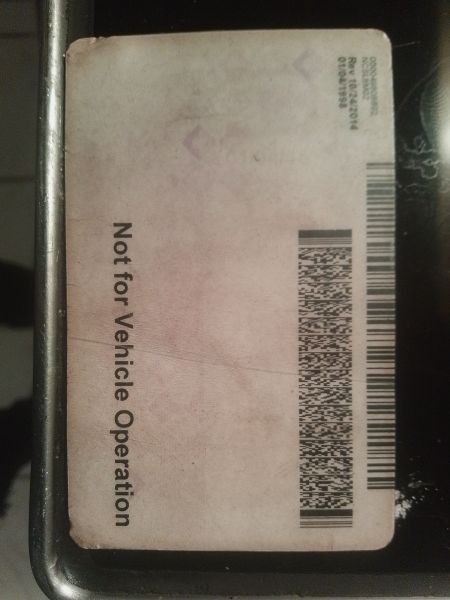 Rev 10/24/2014
01/04/1998
Not for Vehicle Operation